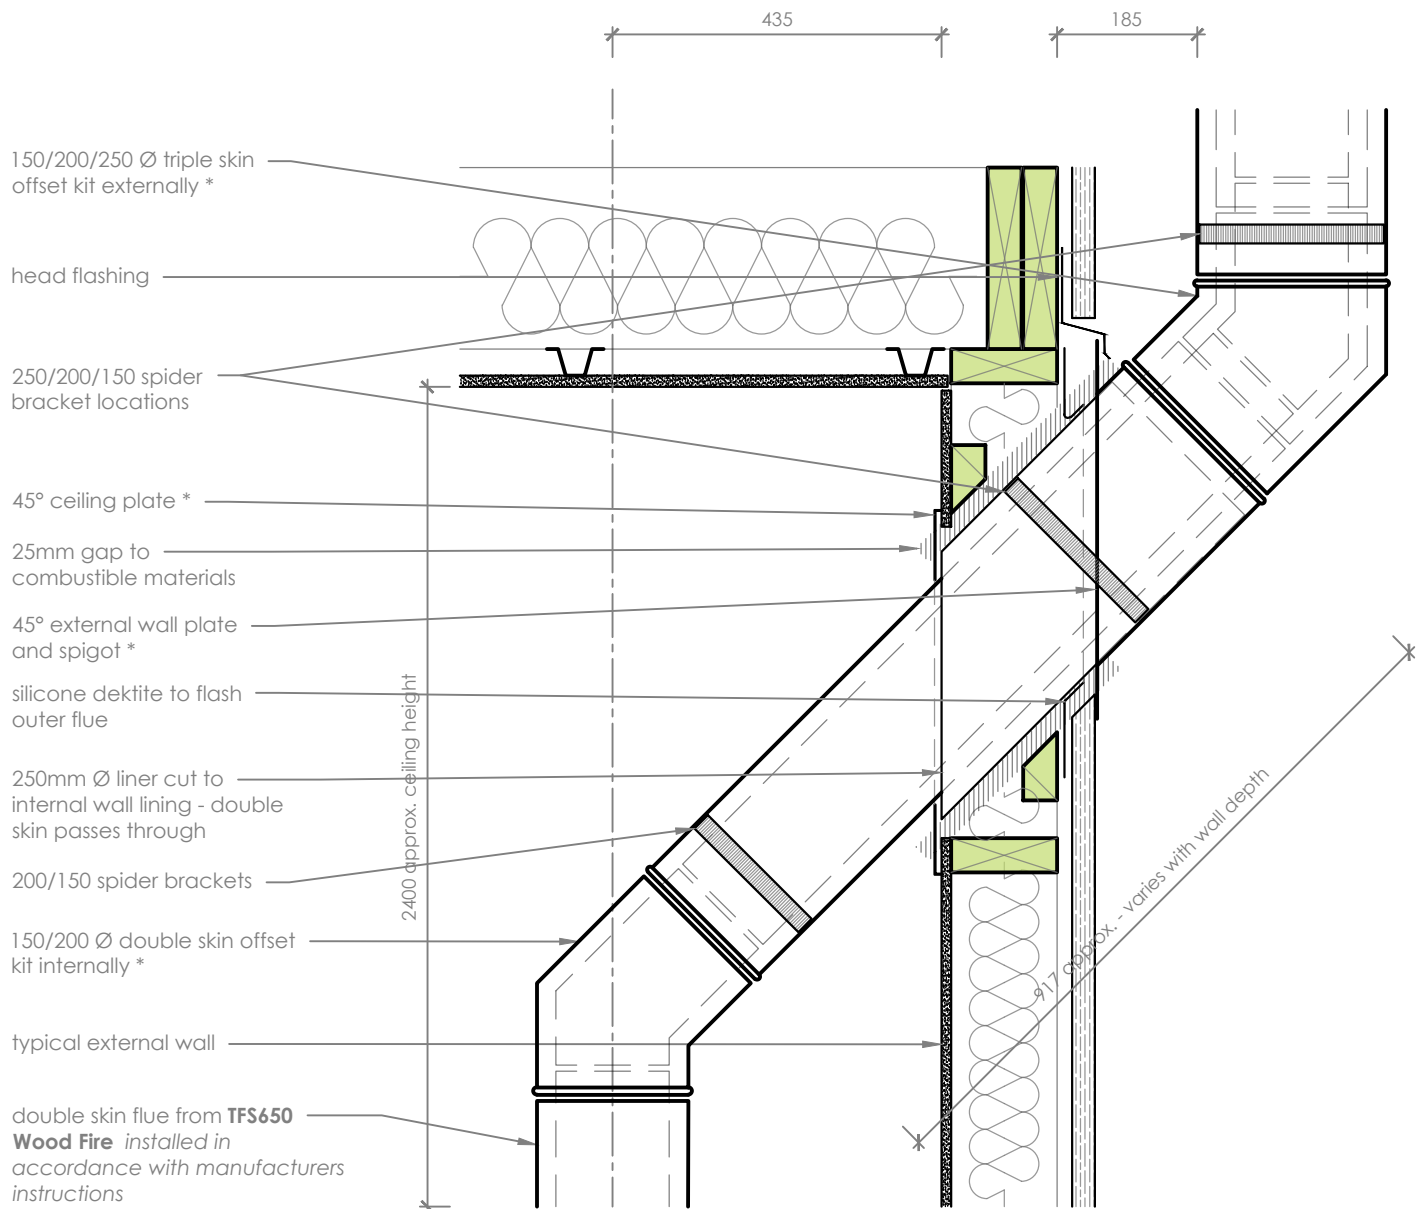 435
185
150/200/250 Ø triple skin
offset kit externally *
head flashing
250/200/150 spider
bracket locations
45° ceiling plate *
25mm gap to
combustible materials
45° external wall plate
and spigot *
silicone dektite to flash
outer flue
250mm Ø liner cut to
internal wall lining - double
skin passes through
200/150 spider brackets
150/200 Ø double skin offset
kit internally *
typical external wall
double skin flue from TFS650
Wood Fire installed in
accordance with manufacturers
instructions
2400 approx. ceiling height
917 approx. - varies with wall depth